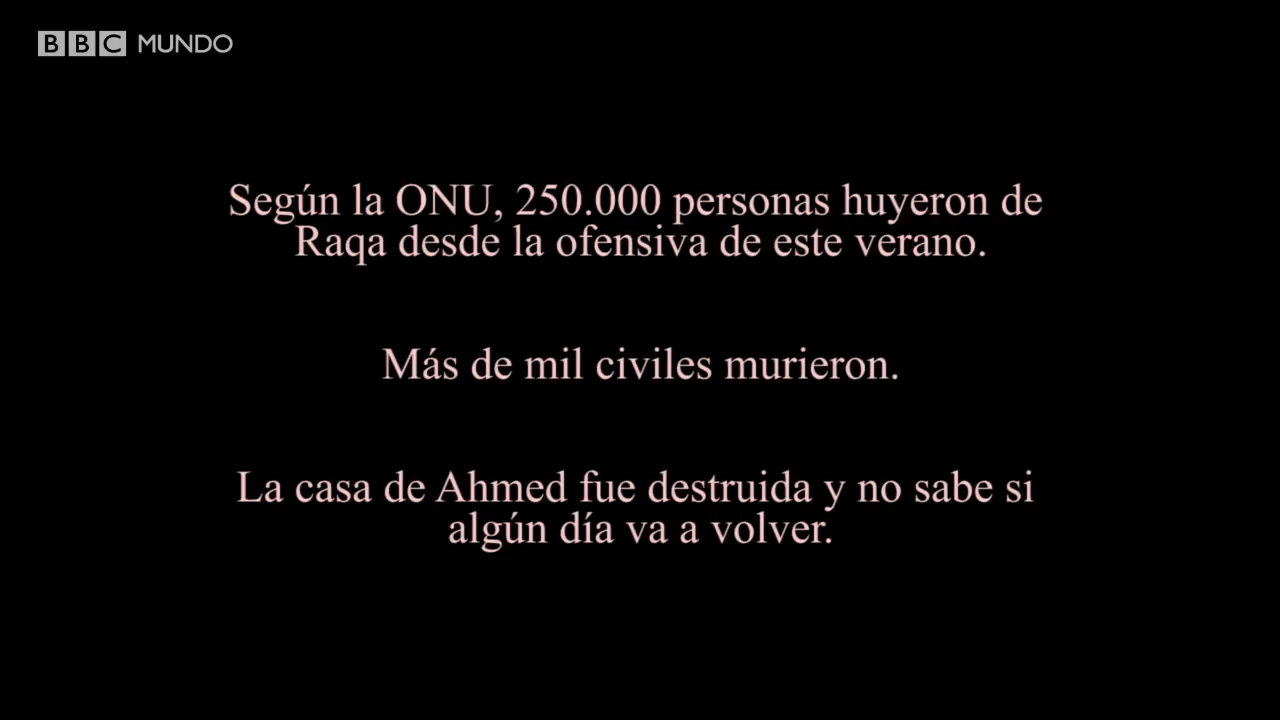 BBC MUNDO
Según la ONU, 250.000 personas huyeron de
Raqa desde la ofensiva de este verano.
Más de mil civiles murieron.
La casa de Ahmed fue destruida y no sabe si
algún día va a volver.